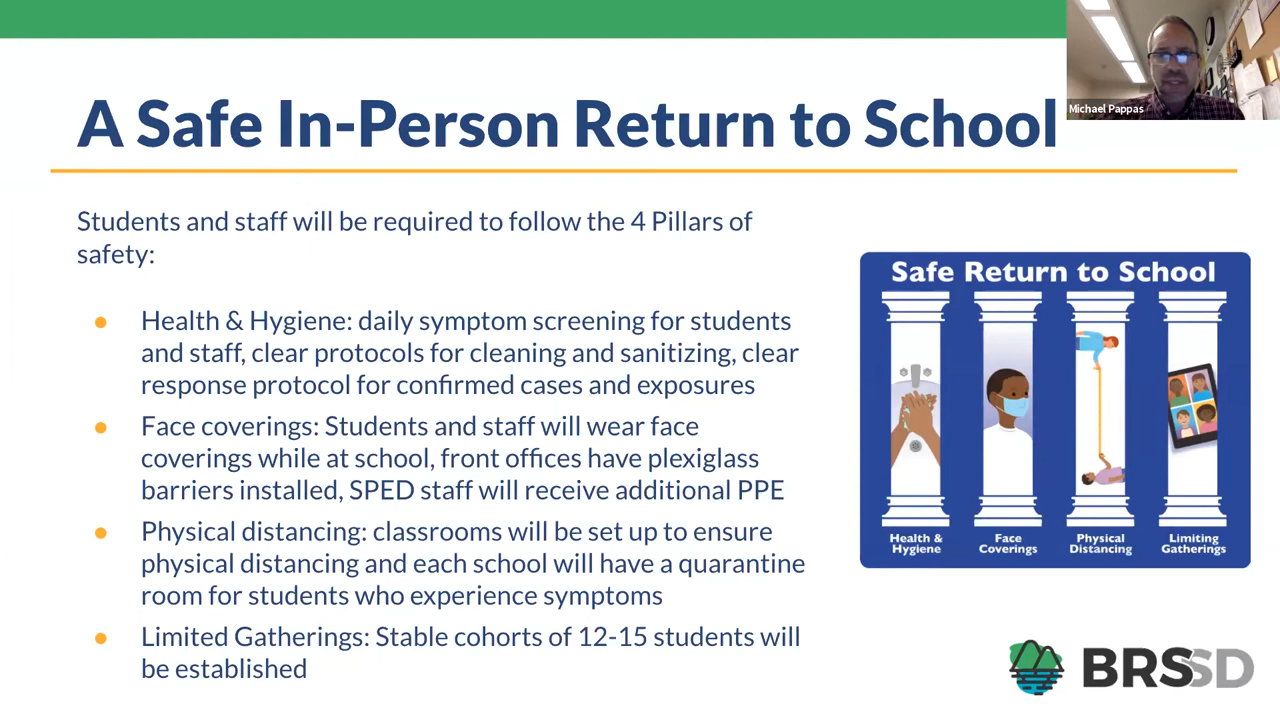 A Safe In-Person Return to School
Michael Pappas
Students and staff will be required to follow the 4 Pillars of
safety:
● Health & Hygiene: daily symptom screening for students
and staff, clear protocols for cleaning and sanitizing, clear
response protocol for confirmed cases and exposures
● Face coverings: Students and staff will wear face
coverings while at school, front offices have plexiglass
barriers installed, SPED staff will receive additional PPE
● Physical distancing: classrooms will be set up to ensure
physical distancing and each school will have a quarantine
room for students who experience symptoms
● Limited Gatherings: Stable cohorts of 12-15 students will
be established
Safe Return to School
Health &
Hygiene
Face
Coverings
Physical
Distancing
Limiting
Gatherings
BRSSD